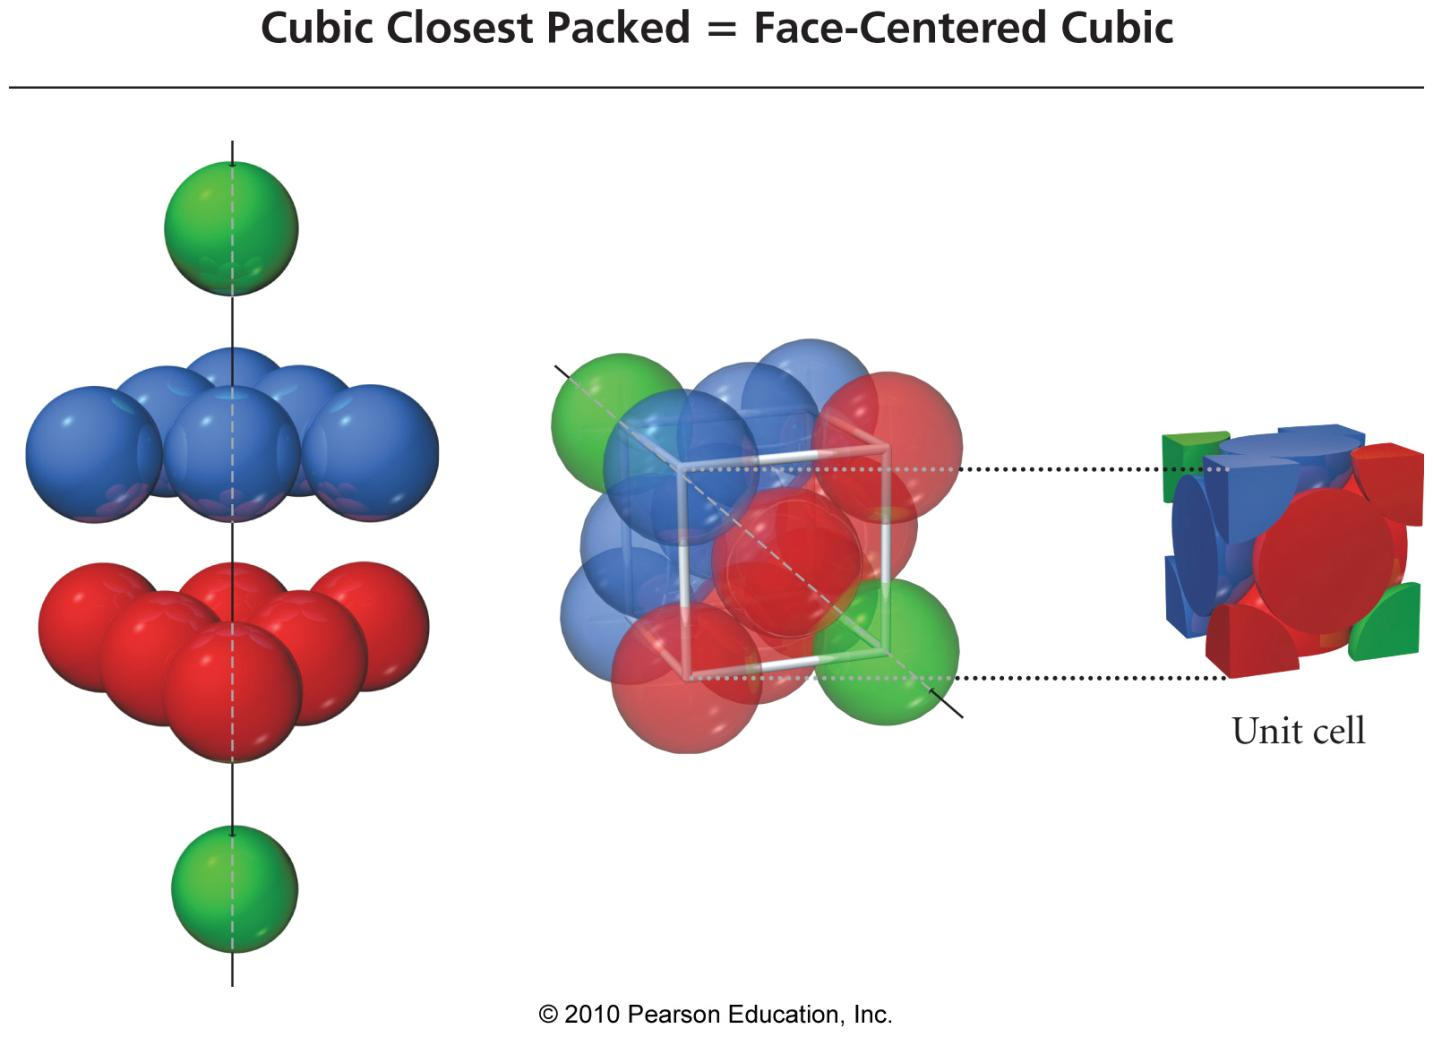 Cubic Closest Packed = Face-Centered Cubic
Unit cell
© 2010 Pearson Education, Inc.